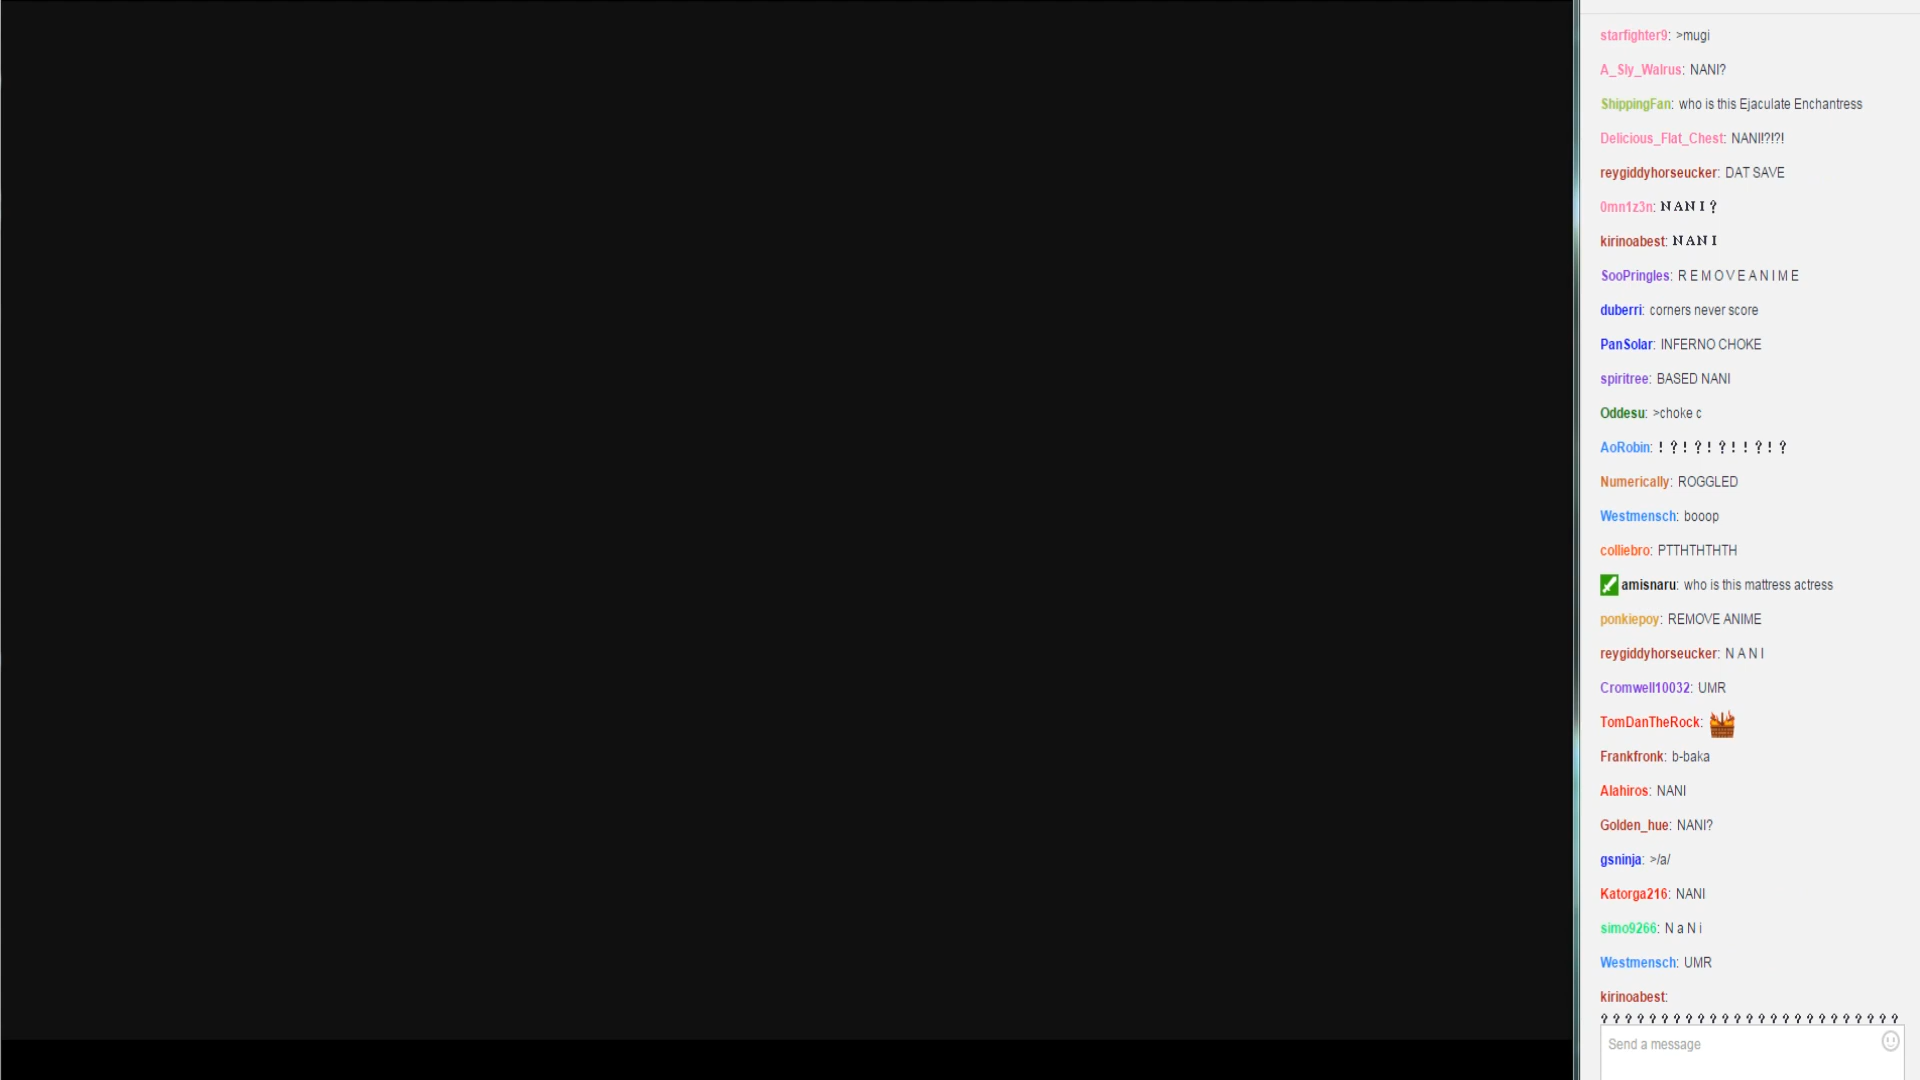 starfighter9: >mugi
A_Sly_Walrus: NANI?
ShippingFan: who is this Ejaculate Enchantress
Delicious_Flat_Chest: NANI!?!?!
reygiddyhorseucker: DAT SAVE
0mn1z3n: ＮＡＮＩ？
kirinoabest: ＮＡＮＩ
SooPringles: R E M O V E A N I M E
duberri: corners never score
PanSolar: INFERNO CHOKE
spiritree: BASED NANI
Oddesu: >choke c
AoRobin: ！？！？！？！！？！？
Numerically: ROGGLED
Westmensch: booop
colliebro: PTTHTHTHTH
amisnaru: who is this mattress actress
ponkiepoy: REMOVE ANIME
reygiddyhorseucker: N A N I
Cromwell10032: UMR
TomDanTheRock:
Frankfronk: b-baka
Alahiros: NANI
Golden_hue: NANI?
gsninja: >/a/
Katorga216: NANI
simo9266: N a N i
Westmensch: UMR
kirinoabest:
？？？？？？？？？？？？？？？？？？？？？？？？？
Send a message